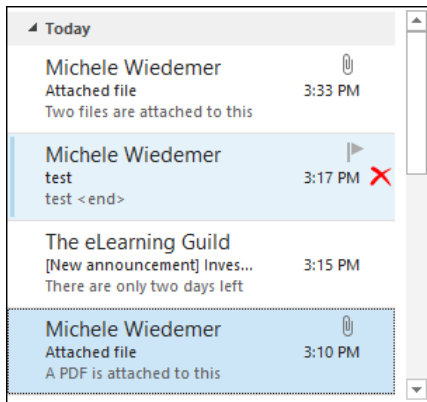 Today
Michele Wiedemer
Attached file 3:33 PM
Two files are attached to this
Michele Wiedemer
test 3:17 PM
test <end>
The eLearning Guild
[New announcement] Inves... 3:15 PM
There are only two days left
Michele Wiedemer
Attached file 3:10 PM
A PDF is attached to this